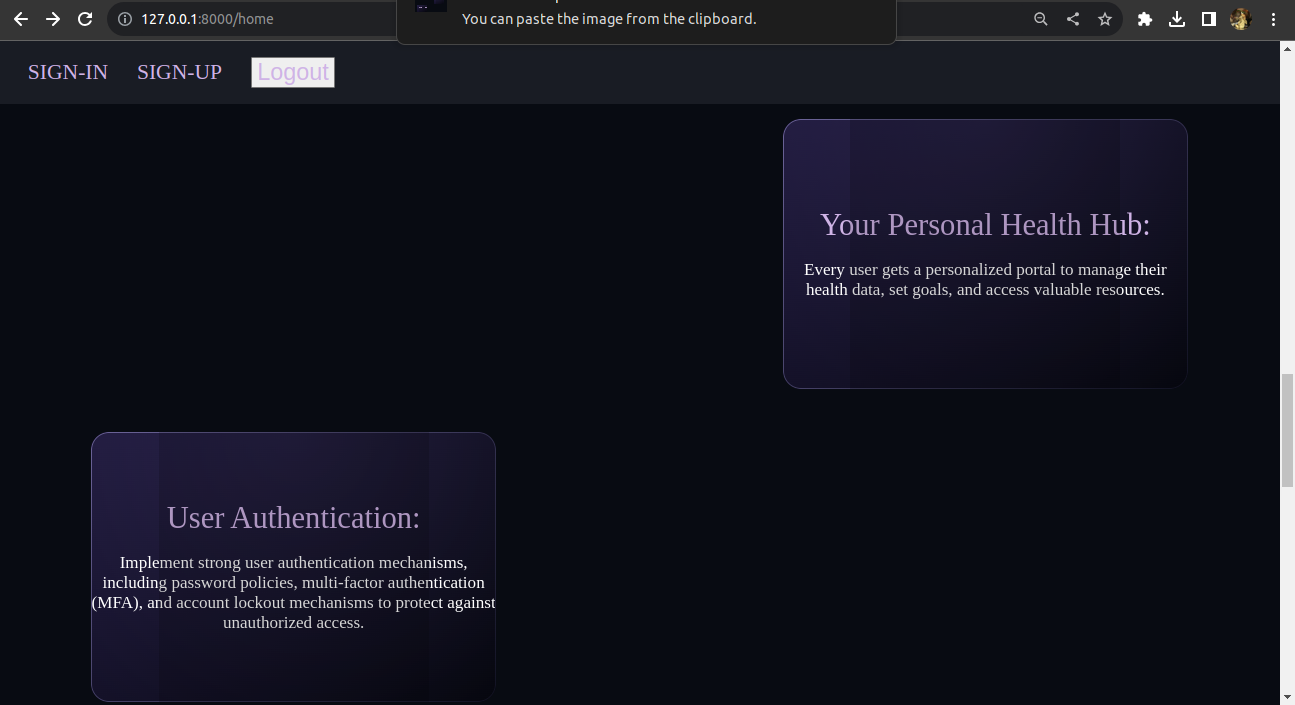 You can paste the image from the clipboard.
127.0.0.1:8000/home
SIGN-IN SIGN-UP Logout
Your Personal Health Hub:
Every user gets a personalized portal to manage their
health data, set goals, and access valuable resources.
User Authentication:
Implement strong user authentication mechanisms,
including password policies, multi-factor authentication
(MFA), and account lockout mechanisms to protect against
unauthorized access.